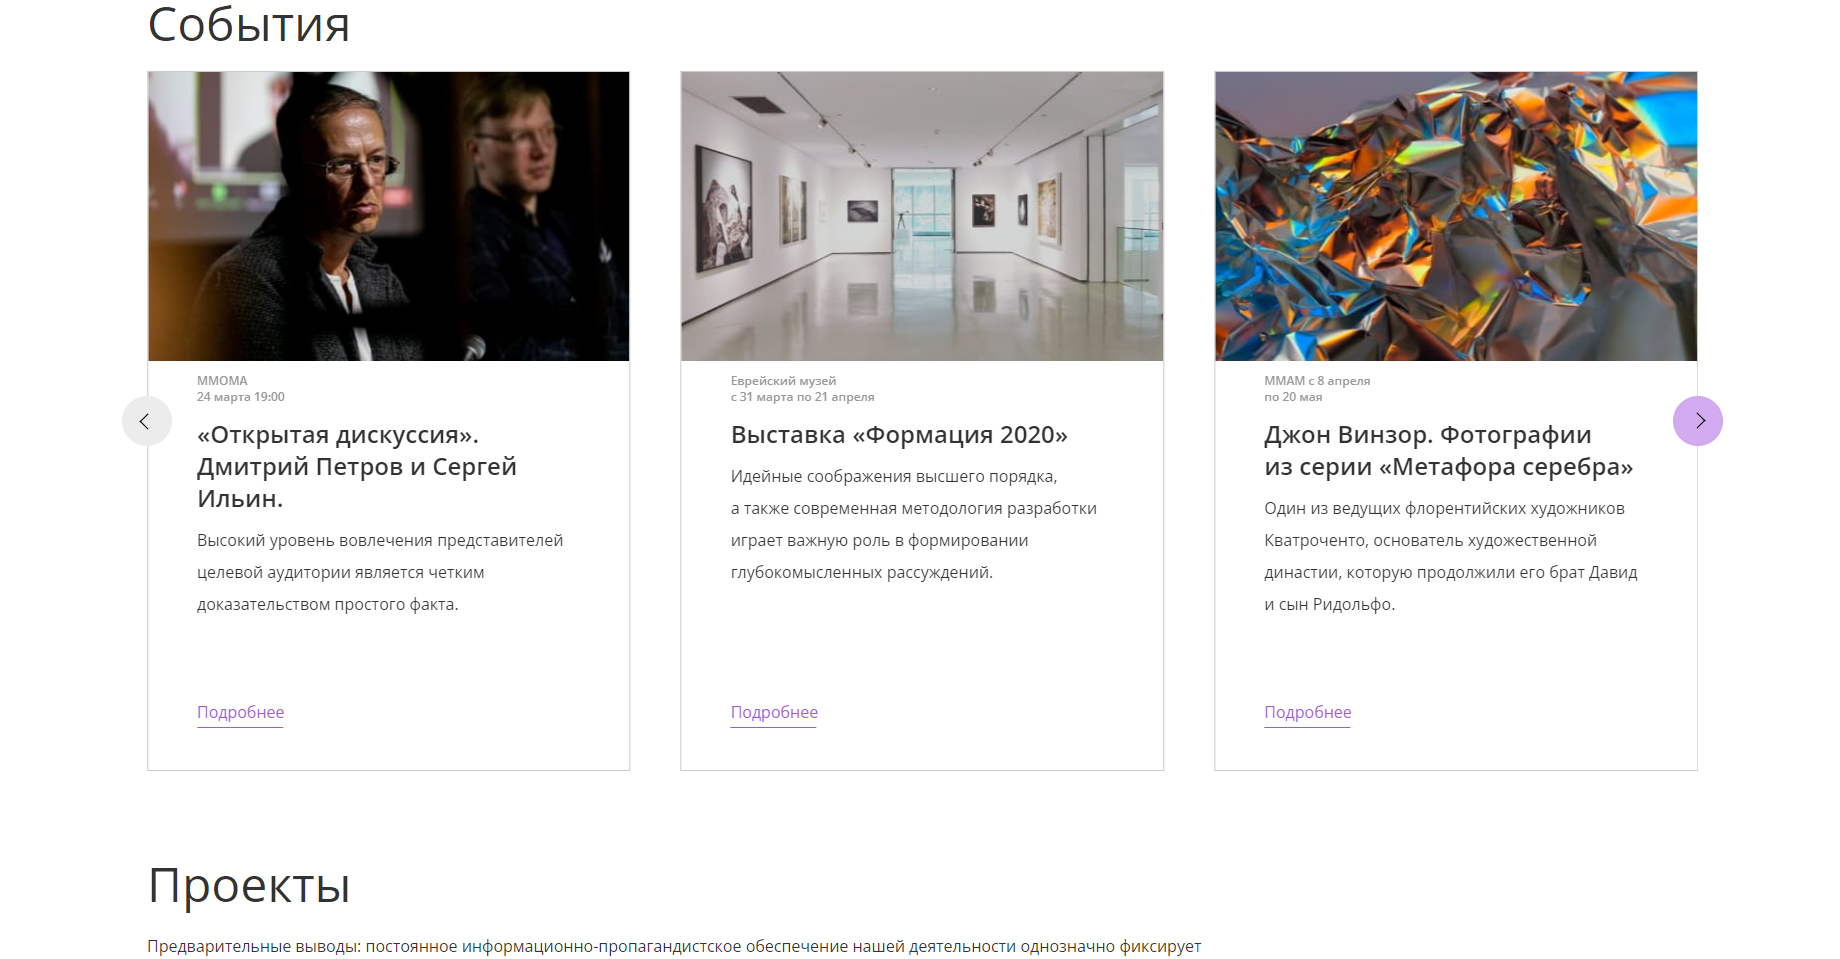 События
ММОМА
24 марта 19:00
«Открытая дискуссия».
Дмитрий Петров и Сергей
Ильин.
Высокий уровень вовлечения представителей
целевой аудитории является четким
доказательством простого факта.
Подробнее
Еврейский музей
с 31 марта по 21 апреля
Выставка «Формация 2020»
Идейные соображения высшего порядка,
а также современная методология разработки
играет важную роль в формировании
глубокомысленных рассуждений.
Подробнее
ММАМ с 8 апреля
по 20 мая
Джон Винзор. Фотографии
из серии «Метафора серебра»
Один из ведущих флорентийских художников
Кватроченто, основатель художественной
династии, которую продолжили его брат Давид
и сын Ридольфо.
Подробнее
Проекты
Предварительные выводы: постоянное информационно-пропагандистское обеспечение нашей деятельности однозначно фиксирует